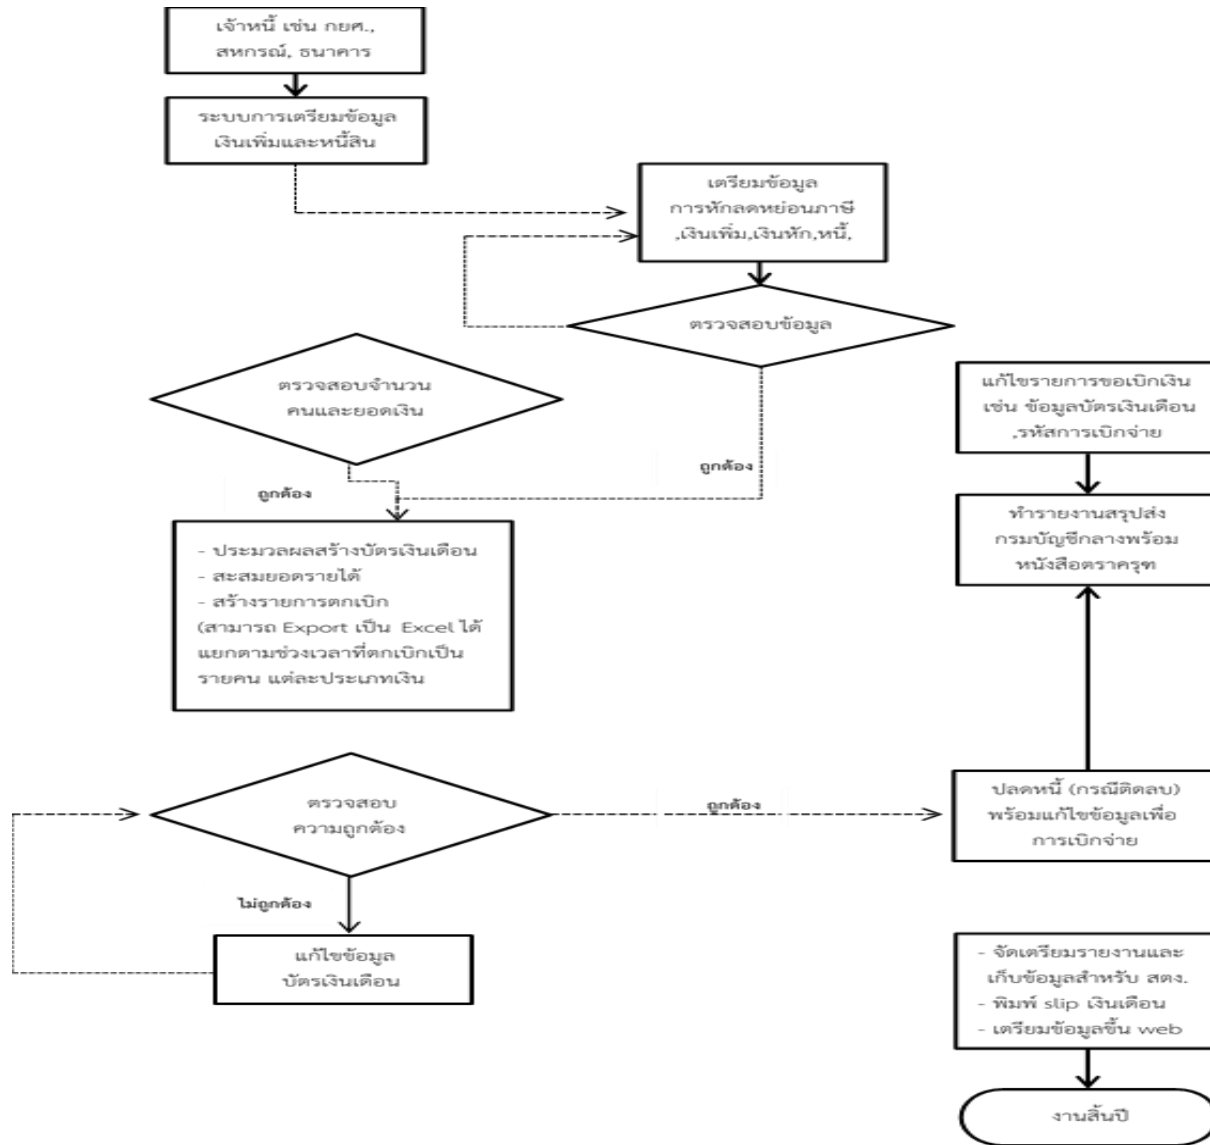 เจ้าหนี้ เช่น กยศ.,
สหกรณ์, ธนาคาร
ระบบการเตรียมข้อมูล
เงินเพิ่มและหนี้สิน
เตรียมข้อมูล
การหักลดหย่อนภาษี
,เงินเพิ่ม,เงินหัก,หนี้,
ตรวจสอบข้อมูล
ตรวจสอบจำนวน
คนและยอดเงิน
แก้ไขรายการขอเบิกเงิน
เช่น ข้อมูลบัตรเงินเดือน
,รหัสการเบิกจ่าย
ถูกต้อง
ถูกต้อง
ทำรายงานสรุปส่ง
กรมบัญชีกลางพร้อม
หนังสือตราครุฑ
- ประมวลผลสร้างบัตรเงินเดือน
- สะสมยอดรายได้
- สร้างรายการตกเบิก
(สามารถ Export เป็น Excel ได้
แยกตามช่วงเวลาที่ตกเบิกเป็น
รายคน แต่ละประเภทเงิน
ตรวจสอบ
ความถูกต้อง
ถูกต้อง
ปลดหนี้ (กรณีติดลบ)
พร้อมแก้ไขข้อมูลเพื่อ
การเบิกจ่าย
ไม่ถูกต้อง
แก้ไขข้อมูล
บัตรเงินเดือน
- จัดเตรียมรายงานและ
เก็บข้อมูลสำหรับ สตง.
- พิมพ์ slip เงินเดือน
- เตรียมข้อมูลขึ้น web
งานสิ้นปี